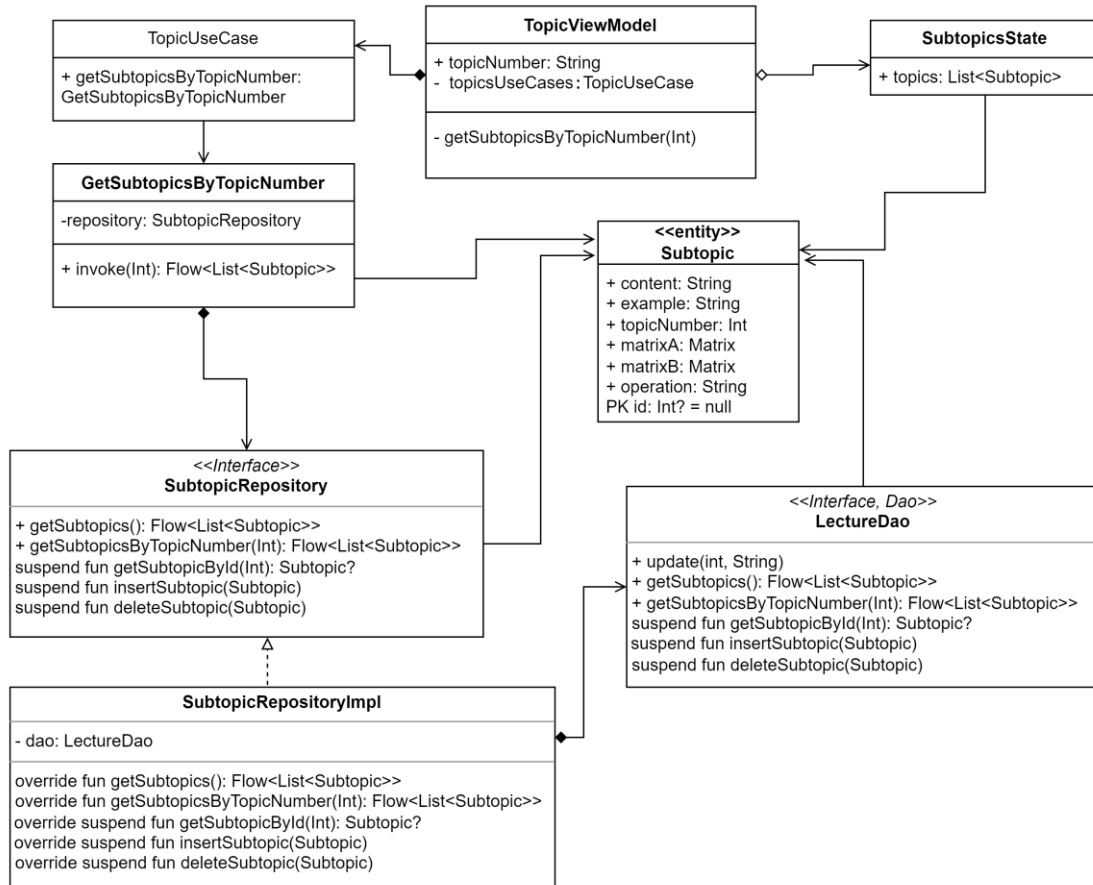 TopicUseCase
+ getSubtopicsByTopicNumber:
GetSubtopicsByTopicNumber
TopicViewModel
+ topicNumber: String
- topicsUseCases: TopicUseCase
- getSubtopicsByTopicNumber(Int)
SubtopicsState
+ topics: List<Subtopic>
GetSubtopicsByTopicNumber
-repository: SubtopicRepository
+ invoke(Int): Flow<List<Subtopic>>
<<entity>>
Subtopic
+ content: String
+ example: String
+ topicNumber: Int
+ matrixA: Matrix
+ matrixB: Matrix
+ operation: String
PK id: Int? = null
<<Interface>>
SubtopicRepository
+ getSubtopics(): Flow<List<Subtopic>>
+ getSubtopicsByTopicNumber(Int): Flow<List<Subtopic>>
suspend fun getSubtopicById(Int): Subtopic?
suspend fun insertSubtopic(Subtopic)
suspend fun deleteSubtopic(Subtopic)
<<Interface, Dao>>
LectureDao
+ update(int, String)
+ getSubtopics(): Flow<List<Subtopic>>
+ getSubtopicsByTopicNumber(Int): Flow<List<Subtopic>>
suspend fun getSubtopicById(Int): Subtopic?
suspend fun insertSubtopic(Subtopic)
suspend fun deleteSubtopic(Subtopic)
SubtopicRepositoryImpl
- dao: LectureDao
override fun getSubtopics(): Flow<List<Subtopic>>
override fun getSubtopicsByTopicNumber(Int): Flow<List<Subtopic>>
override suspend fun getSubtopicById(Int): Subtopic?
override suspend fun insertSubtopic(Subtopic)
override suspend fun deleteSubtopic(Subtopic)